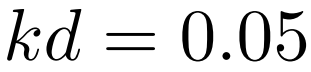 kd = 0.05